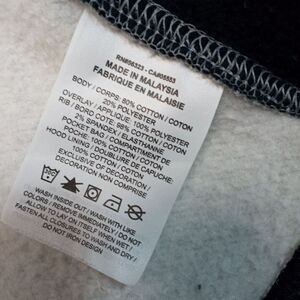 RN#56323 - CA#05553
MADE IN MALAYSIA
FABRIQUE EN MALAISIE
BODY / CORPS: 80% COTTON / COTON
20% POLYESTER
OVERLAY / APPLIQUE: 100% POLYESTER
RIB / BORD COTE: 98% COTTON / COTON
2% SPANDEX / ELASTHANNE
POCKET BAG / COMPARTIMENT DE
POCHE: 100% COTTON / COTON
HOOD LINING / DOUBLURE DE CAPUCHE:
100% COTTON / COTON
EXCLUSIVE OF DECORATION /
DECORATION NON COMPRISE
WASH INSIDE OUT / WASH WITH LIKE
COLORS / REMOVE IMMEDIATELY / DO NOT
ALLOW TO LAY ON ITSELF WHEN WET /
FASTEN ALL CLOSURES TO WASH AND DRY /
DO NOT IRON DESIGN